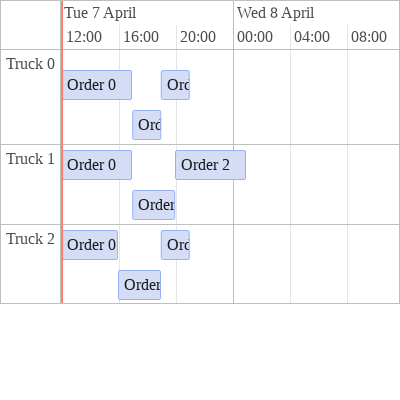 Tue 7 April Wed 8 April
12:00 16:00 20:00 00:00 04:00 08:00
Truck 0
Order 0 Orc
Ord
Truck 1
Order 0 Order 2
Order
Truck 2
Order 0 Orc
Order